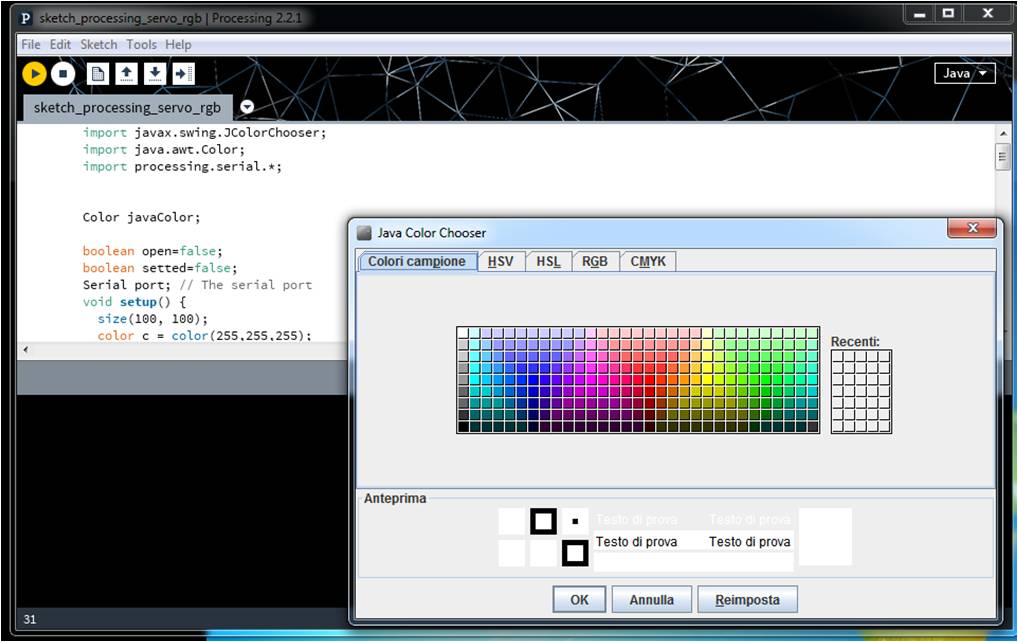 P sketch_processing_servo_rgb | Processing 2.2.1
File Edit Sketch Tools Help
Java
sketch_processing_servo_rgb
import javax.swing.JColorChooser;
import java.awt.Color;
import processing.serial.*;
Color javaColor;
boolean open=false;
boolean setted=false;
Serial port; // The serial port
void setup() {
size(100, 100);
color c = color(255,255,255);
Java Color Chooser
Colori campione HSV HSL RGB CMYK
Recenti:
Anteprima
Testo di prova Testo di prova
Testo di prova Testo di prova
OK Annulla Reimposta
31